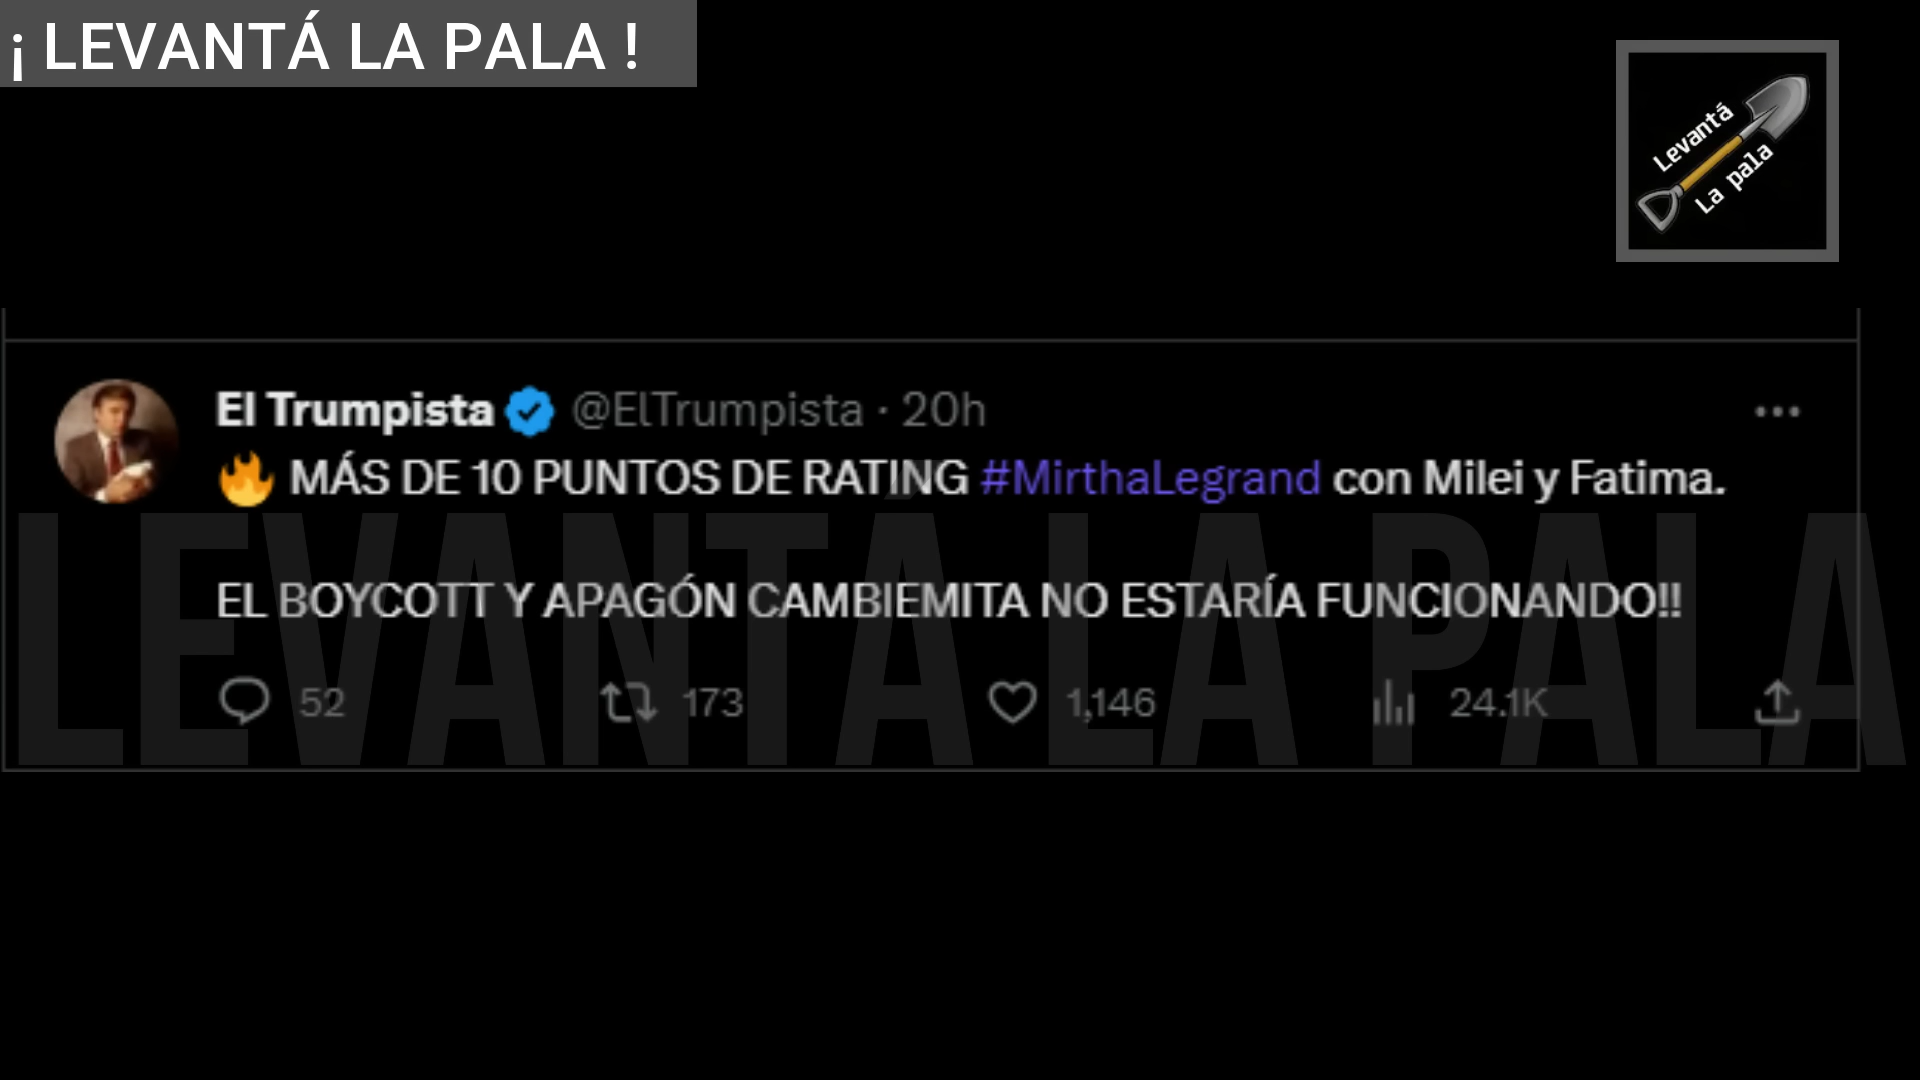 ¡ LEVANTÁ LA PALA !
Levantá
La pala
El Trumpista @ElTrumpista · 20h
🔥 MÁS DE 10 PUNTOS DE RATING #MirthaLegrand con Milei y Fatima.
EL BOYCOTT Y APAGÓN CAMBIEMITA NO ESTARÍA FUNCIONANDO!!
LEVANTÁ LA PALA
52 173 1,146 24.1K